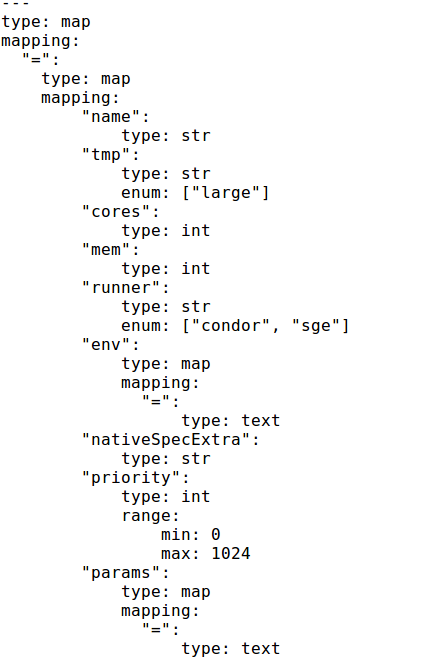 ---
type: map
mapping:
  "=":
    type: map
    mapping:
        "name":
            type: str
        "tmp":
            type: str
            enum: ["large"]
        "cores":
            type: int
        "mem":
            type: int
        "runner":
            type: str
            enum: ["condor", "sge"]
        "env":
            type: map
            mapping:
              "=":
                  type: text
        "nativeSpecExtra":
            type: str
        "priority":
            type: int
            range:
                min: 0
                max: 1024
        "params":
            type: map
            mapping:
              "=":
                  type: text